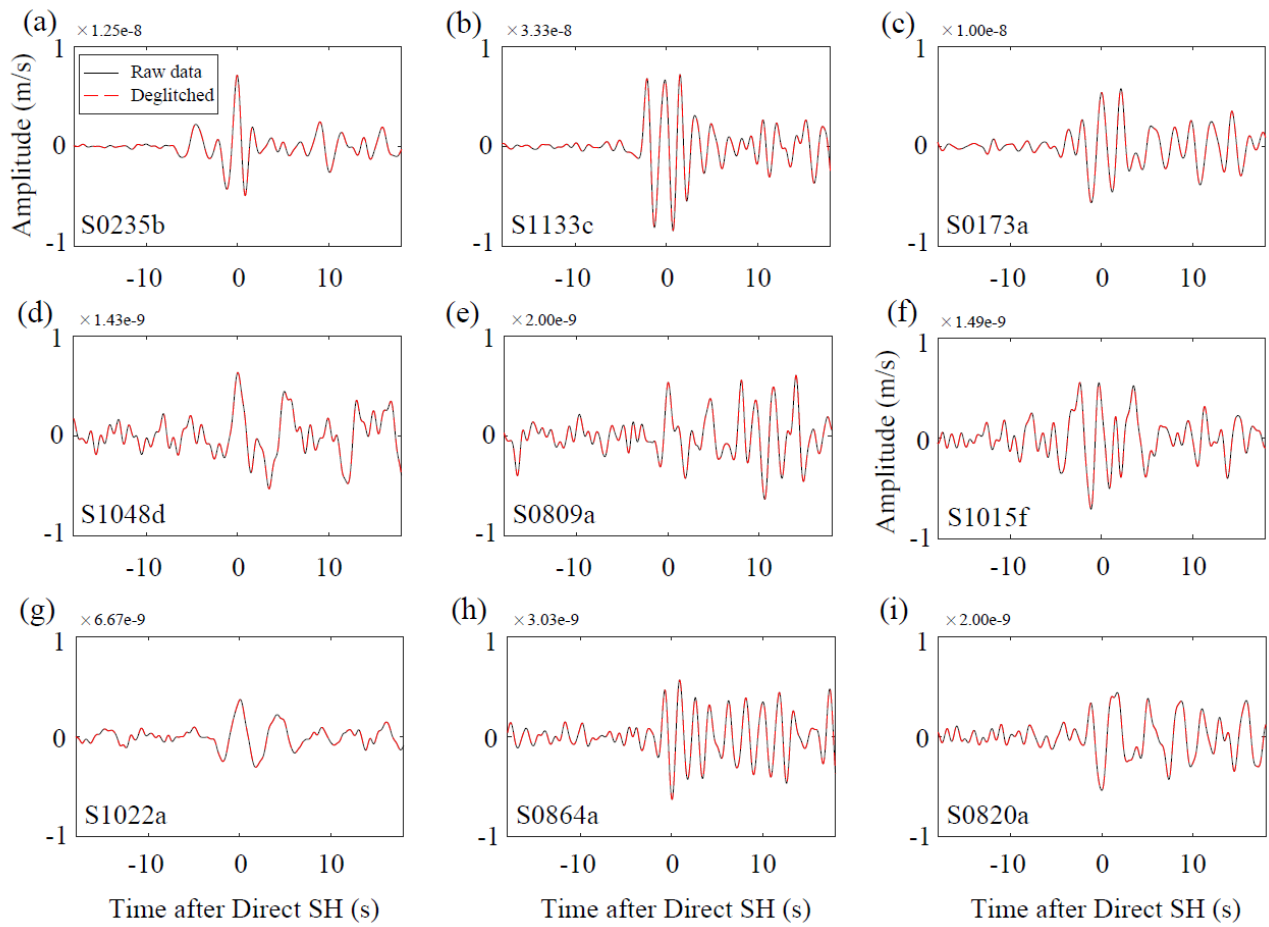 (a)
× 1.25e-8
(b)
× 3.33e-8
(c)
× 1.00e-8
Amplitude (m/s)
1
0
-1
Raw data
Deglitched
S0235b
-10 0 10
1
0
-1
S1133c
-10 0 10
1
0
-1
S0173a
-10 0 10
(d)
× 1.43e-9
(e)
× 2.00e-9
(f)
× 1.49e-9
1
0
-1
S1048d
-10 0 10
1
0
-1
S0809a
-10 0 10
Amplitude (m/s)
1
0
-1
S1015f
-10 0 10
(g)
× 6.67e-9
(h)
× 3.03e-9
(i)
× 2.00e-9
1
0
-1
S1022a
-10 0 10
Time after Direct SH (s)
1
0
-1
S0864a
-10 0 10
Time after Direct SH (s)
1
0
-1
S0820a
-10 0 10
Time after Direct SH (s)